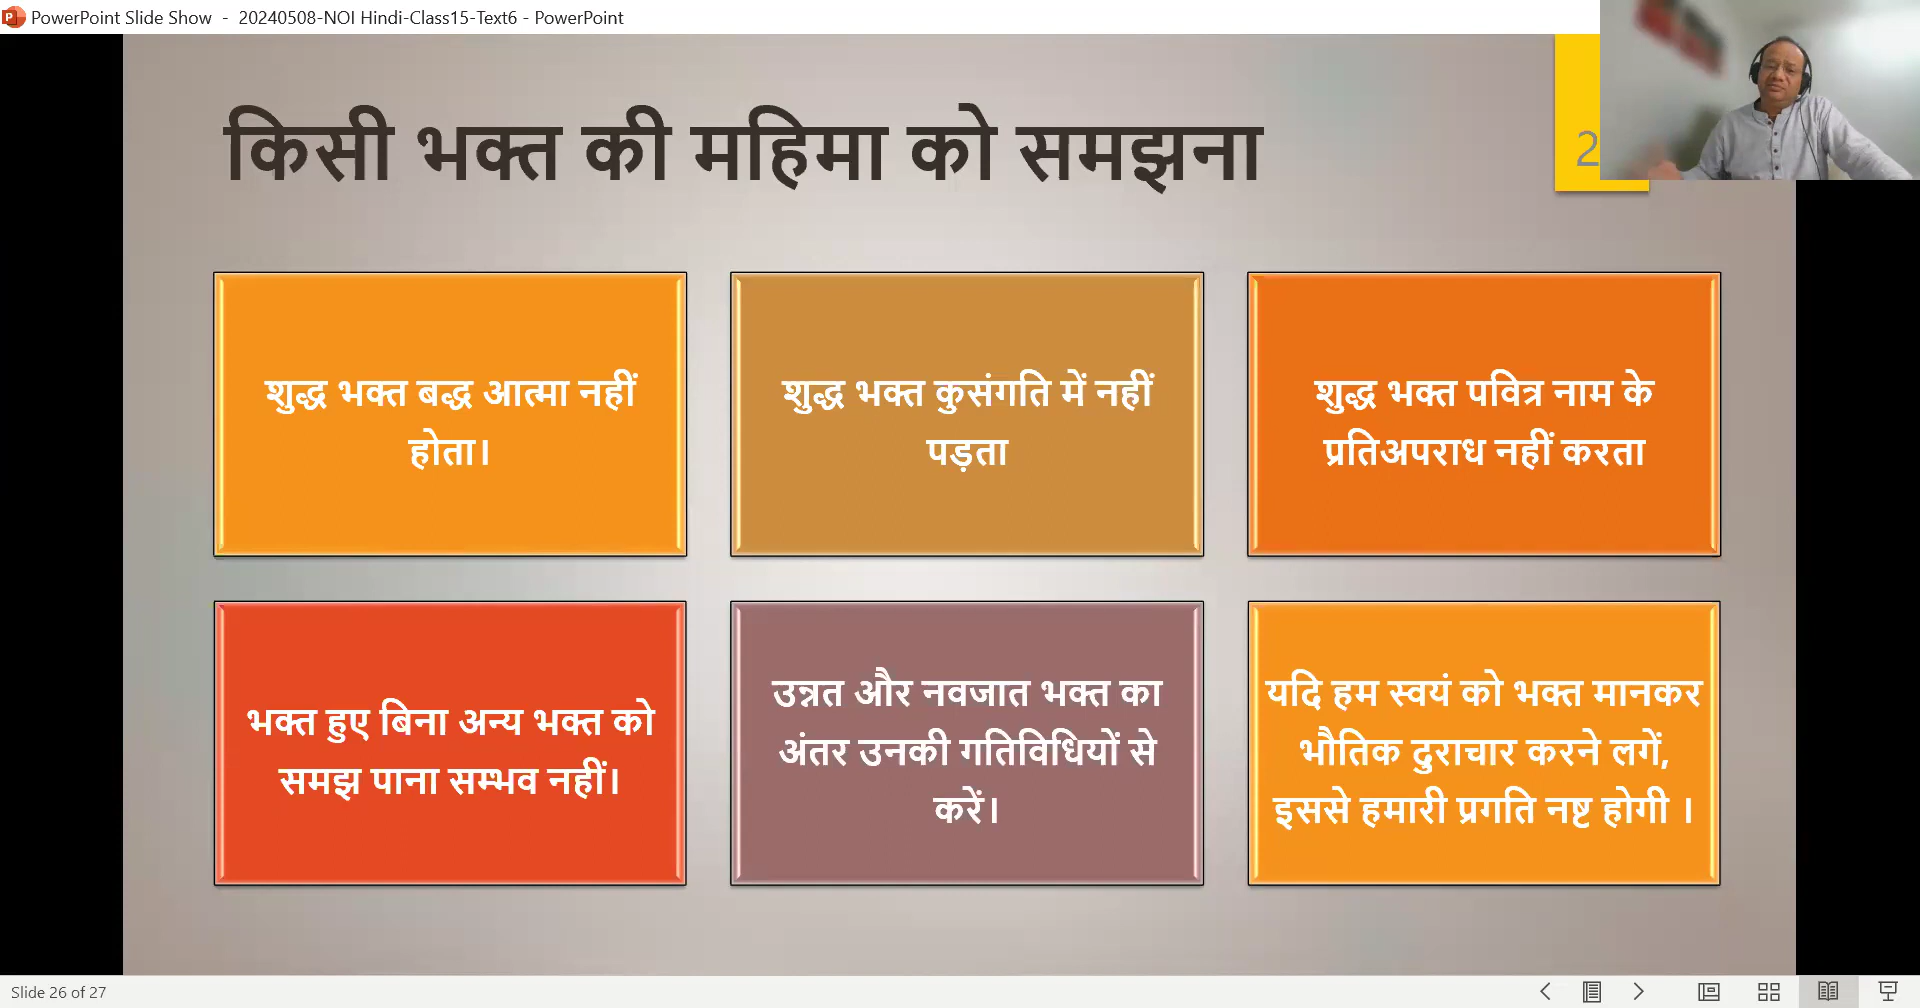 PowerPoint Slide Show - 20240508-NOI Hindi-Class15-Text6 - PowerPoint
किसी भक्त की महिमा को समझना
2
शुद्ध भक्त बद्ध आत्मा नहीं
होता।
शुद्ध भक्त कुसंगति में नहीं
पड़ता
शुद्ध भक्त पवित्र नाम के
प्रतिअपराध नहीं करता
भक्त हुए बिना अन्य भक्त को
समझ पाना सम्भव नहीं।
उन्नत और नवजात भक्त का
अंतर उनकी गतिविधियों से
करें।
यदि हम स्वयं को भक्त मानकर
भौतिक दुराचार करने लगें,
इससे हमारी प्रगति नष्ट होगी ।
Slide 26 of 27